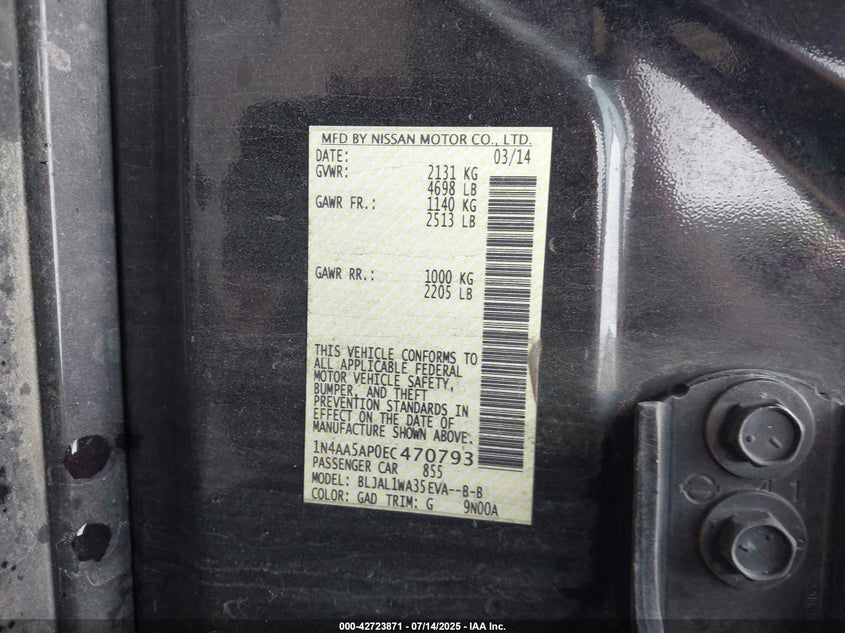 MFD BY NISSAN MOTOR CO., LTD.
DATE: 03/14
GVWR: 2131 KG
4698 LB
GAWR FR.: 1140 KG
2513 LB
GAWR RR.: 1000 KG
2205 LB
THIS VEHICLE CONFORMS TO
ALL APPLICABLE FEDERAL
MOTOR VEHICLE SAFETY,
BUMPER, AND THEFT
PREVENTION STANDARDS IN
EFFECT ON THE DATE OF
MANUFACTURE SHOWN ABOVE.
1N4AA5AP0EC470793
PASSENGER CAR 855
MODEL: BLJAL1WA35EVA--B-B
COLOR: GAD TRIM: G 9N00A
4 1
000-42723871 - 07/14/2025 - IAA Inc.